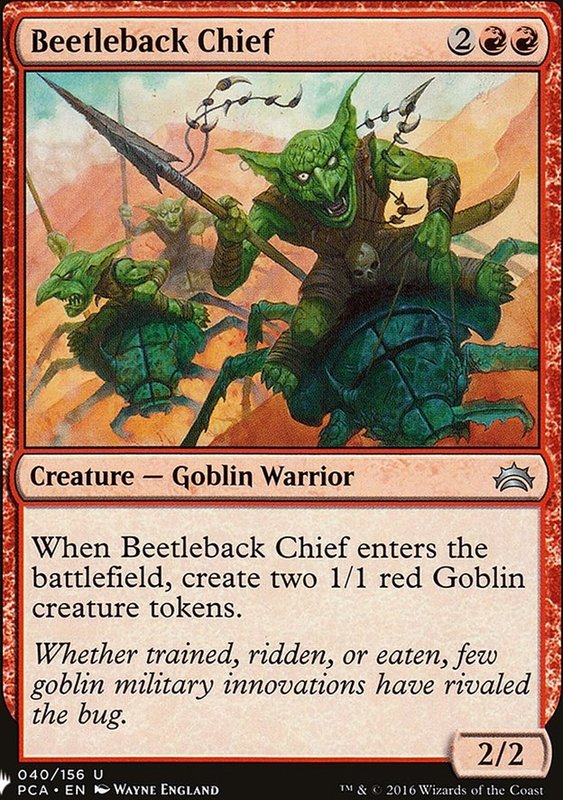 Beetleback Chief 2
Creature — Goblin Warrior
When Beetleback Chief enters the
battlefield, create two 1/1 red Goblin
creature tokens.
Whether trained, ridden, or eaten, few
goblin military innovations have rivaled
the bug.
2/2
040/156 U
PCA • EN Wayne England
™ & © 2016 Wizards of the Coast